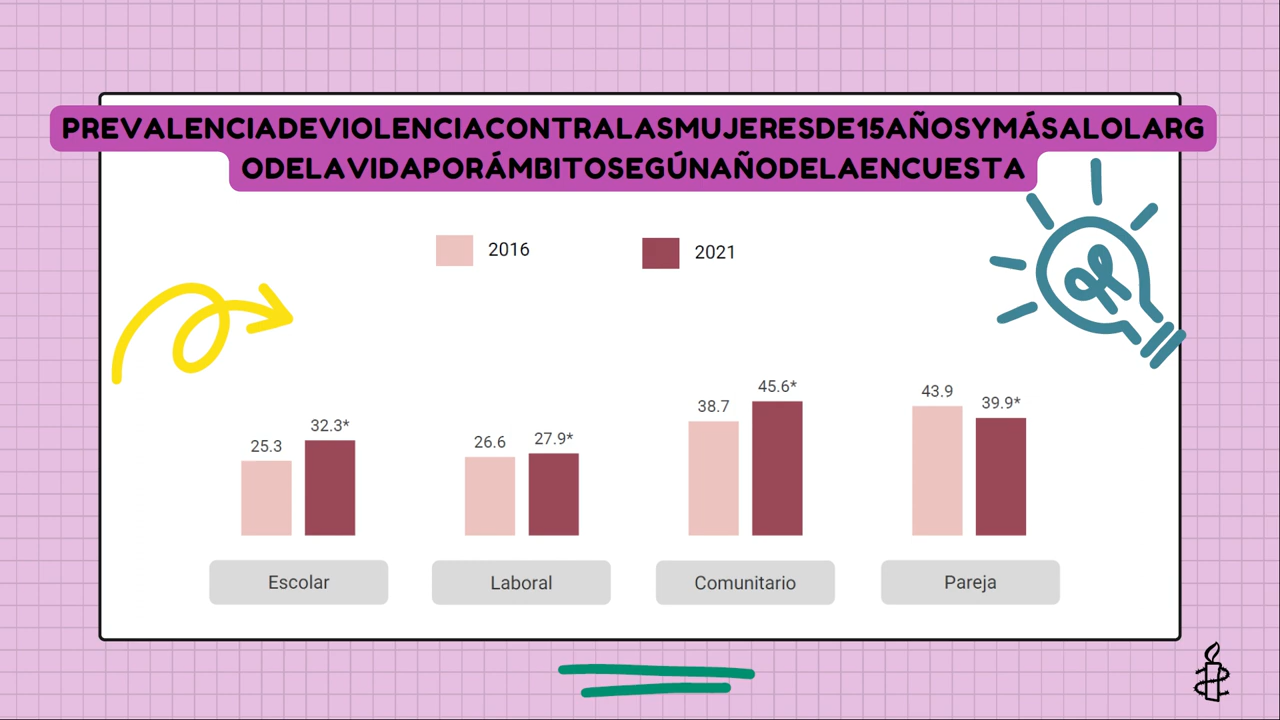 PREVALENCIADEVIOLENCIACONTRALASMUJERESDE15AÑOSYMÁSALOLARG
ODELAVIDAPORÁMBITOSEGÚNAÑODELAENCUESTA
2016
2021
25.3
32.3*
26.6
27.9*
38.7
45.6*
43.9
39.9*
Escolar
Laboral
Comunitario
Pareja